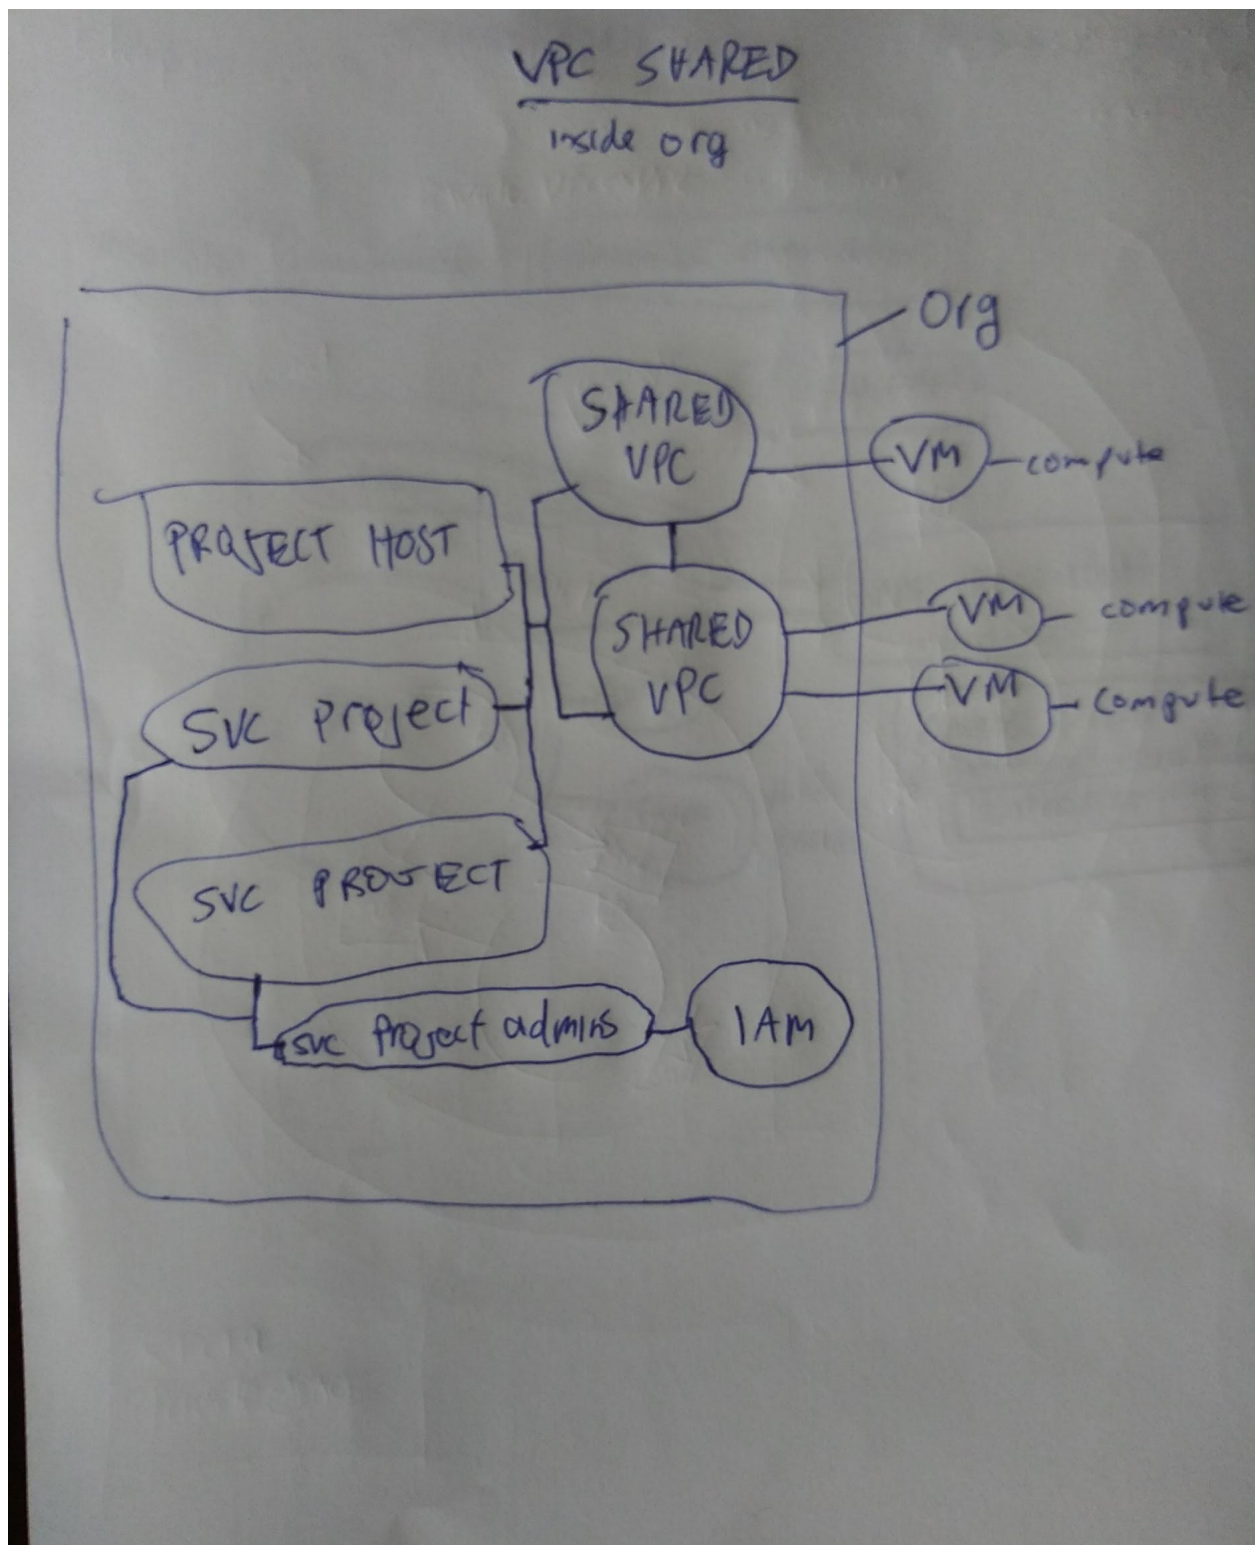 VPC SHARED
inside org
Org
SHARED
VPC
VM
compute
PROJECT HOST
SHARED
VPC
VM
compute
VM
compute
SVC Project
SVC PROJECT
SVC Project admins
IAM